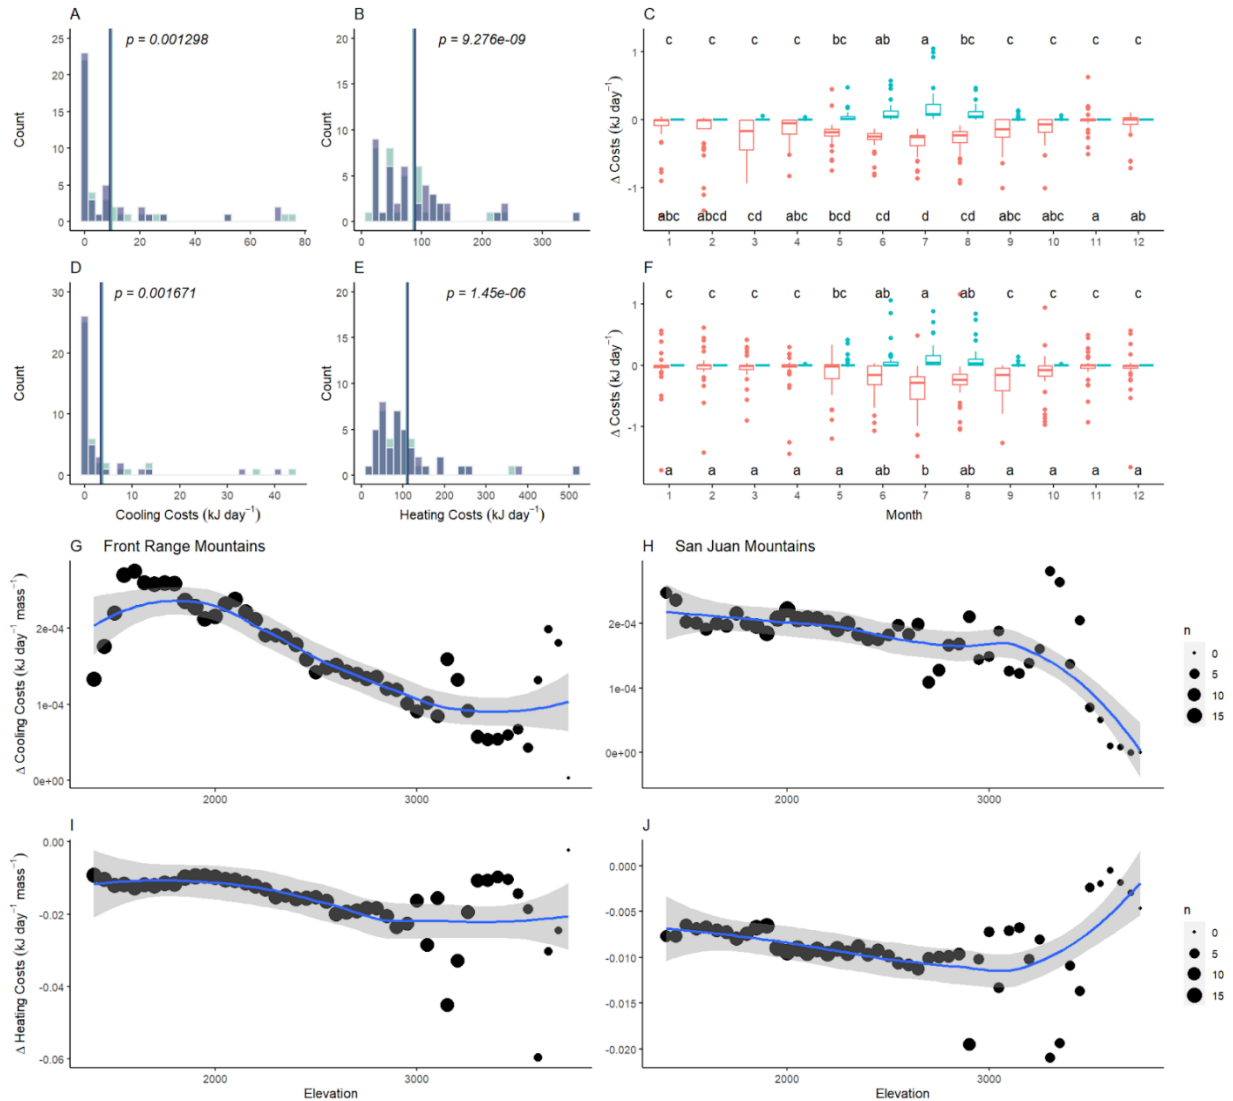 A
B
C
p = 0.001298
p = 9.276e-09
c c c c bc ab a bc c c c c
25
20
15
10
5
0
Count
0 20 40 60 80
20
15
10
5
0
Count
0 100 200 300
1
0
-1
Δ Costs (kJ day⁻¹)
abc abcd cd abc bcd cd d cd abc abc a ab
1 2 3 4 5 6 7 8 9 10 11 12
D
E
F
p = 0.001671
p = 1.45e-06
c c c c bc ab a ab c c c c
30
20
10
0
Count
0 20 40
Cooling Costs (kJ day⁻¹)
20
15
10
5
0
Count
0 100 200 300 400 500
Heating Costs (kJ day⁻¹)
1
0
-1
Δ Costs (kJ day⁻¹)
a a a a a ab b ab a a a a
1 2 3 4 5 6 7 8 9 10 11 12
Month
G Front Range Mountains
H San Juan Mountains
Δ Cooling Costs (kJ day⁻¹ mass⁻¹)
2e-04
1e-04
0e+00
2000 3000
2e-04
1e-04
0e+00
2000 3000
n
0
5
10
15
I
J
Δ Heating Costs (kJ day⁻¹ mass⁻¹)
0.00
-0.02
-0.04
-0.06
2000 3000
Elevation
0.000
-0.005
-0.010
-0.015
-0.020
2000 3000
Elevation
n
0
5
10
15